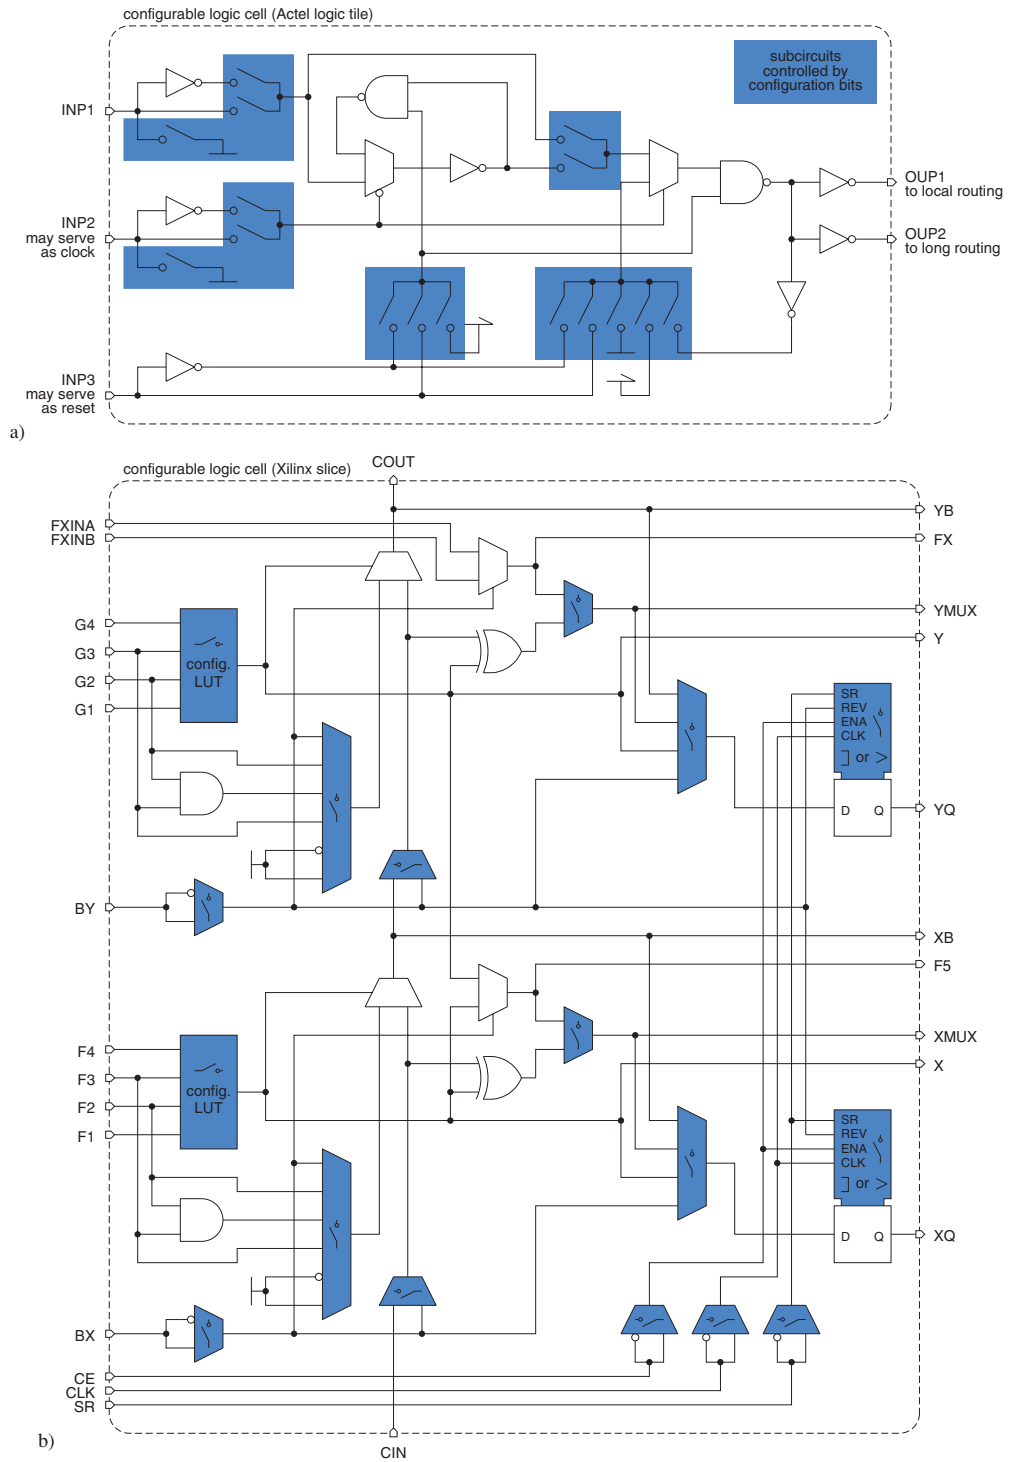 configurable logic cell (Actel logic tile)
subcircuits
controlled by
configuration bits
INP1
OUP1
to local routing
INP2
may serve
as clock
OUP2
to long routing
INP3
may serve
as reset
a)
configurable logic cell (Xilinx slice)
COUT
FXINA
FXINB
YB
FX
YMUX
Y
G4
G3
G2
G1
config.
LUT
SR
REV
ENA
CLK
or
D Q
YQ
BY
XB
F5
XMUX
X
F4
F3
F2
F1
config.
LUT
SR
REV
ENA
CLK
or
D Q
XQ
BX
CE
CLK
SR
b)
CIN